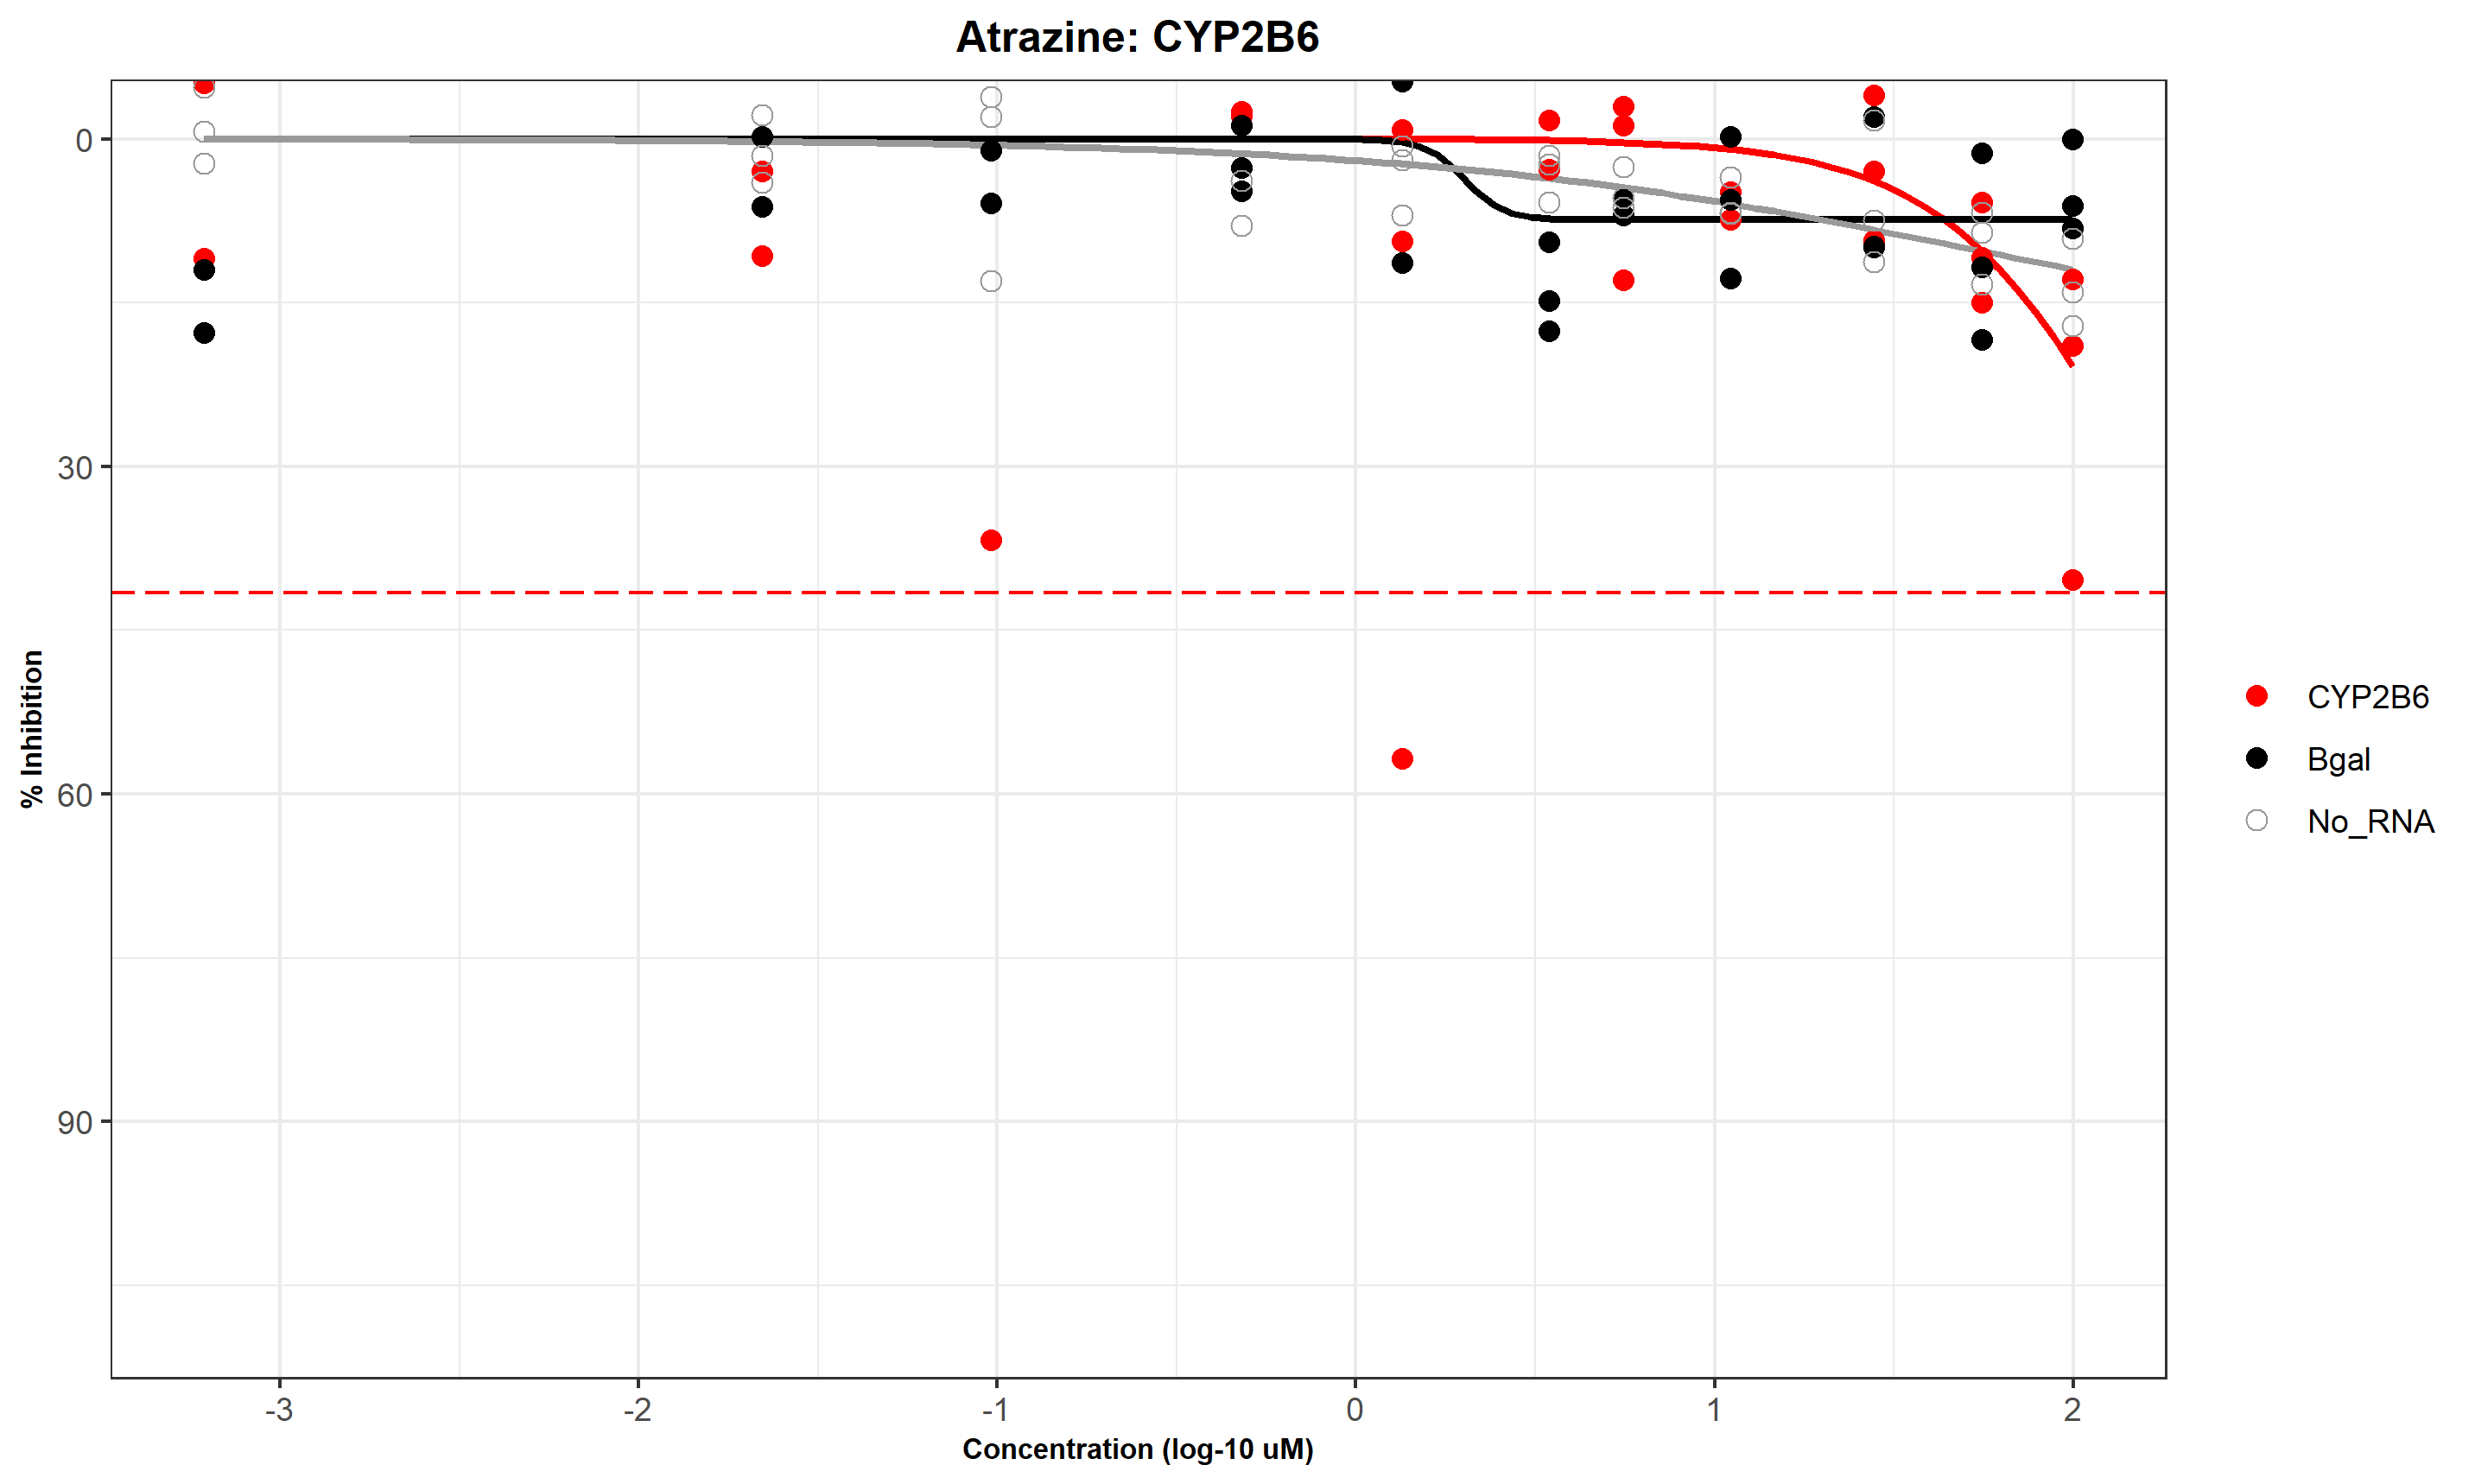 Atrazine: CYP2B6
0
30
60
90
% Inhibition
-3
-2
-1
0
1
2
Concentration (log-10 uM)
CYP2B6
Bgal
No_RNA